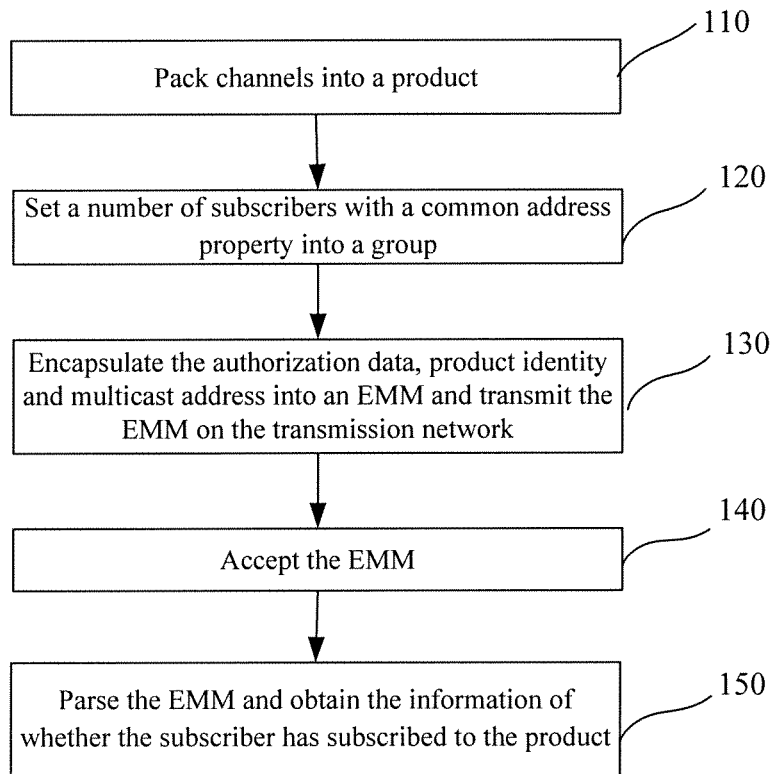 110
Pack channels into a product
120
Set a number of subscribers with a common address
property into a group
130
Encapsulate the authorization data, product identity
and multicast address into an EMM and transmit the
EMM on the transmission network
140
Accept the EMM
150
Parse the EMM and obtain the information of
whether the subscriber has subscribed to the product